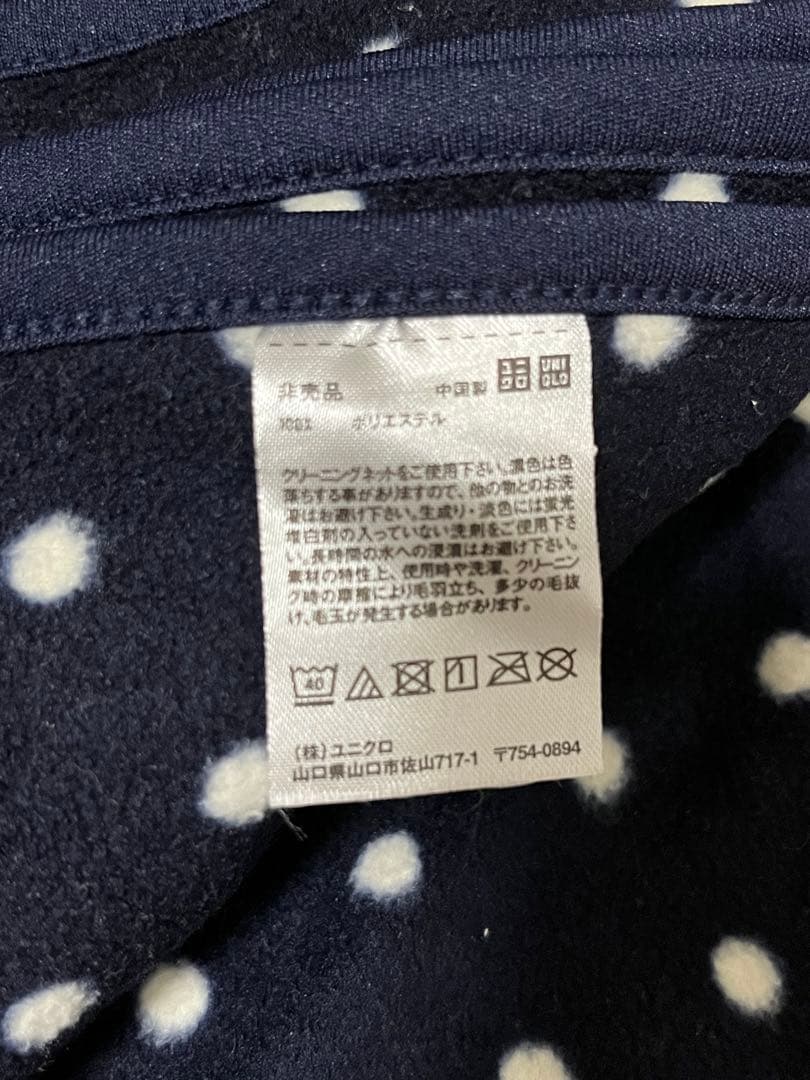 非売品 中国製 ユニクロ UNI QLO
100% ポリエステル
クリーニングネットをご使用下さい。濃色は色
落ちする事がありますので、他の物とのお洗
濯はお避け下さい。生成り・淡色には蛍光
増白剤の入っていない洗剤をご使用下さ
い。長時間の水への浸漬はお避け下さい。
素材の特性上、使用時や洗濯、クリーニン
グ時の摩擦により毛羽立ち、多少の毛抜
け、毛玉が発生する場合があります。
40
(株)ユニクロ
山口県山口市佐山717-1 〒754-0894